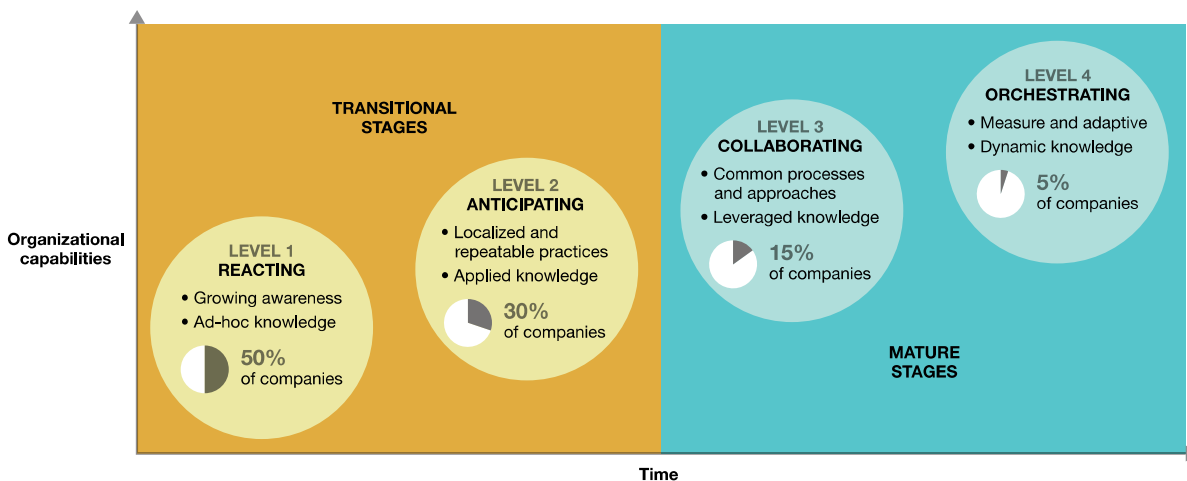 TRANSITIONAL
STAGES
Organizational
capabilities
LEVEL 1
REACTING
• Growing awareness
• Ad-hoc knowledge
50%
of companies
LEVEL 2
ANTICIPATING
• Localized and
repeatable practices
• Applied knowledge
30%
of companies
LEVEL 3
COLLABORATING
• Common processes
and approaches
• Leveraged knowledge
15%
of companies
LEVEL 4
ORCHESTRATING
• Measure and adaptive
• Dynamic knowledge
5%
of companies
MATURE
STAGES
Time